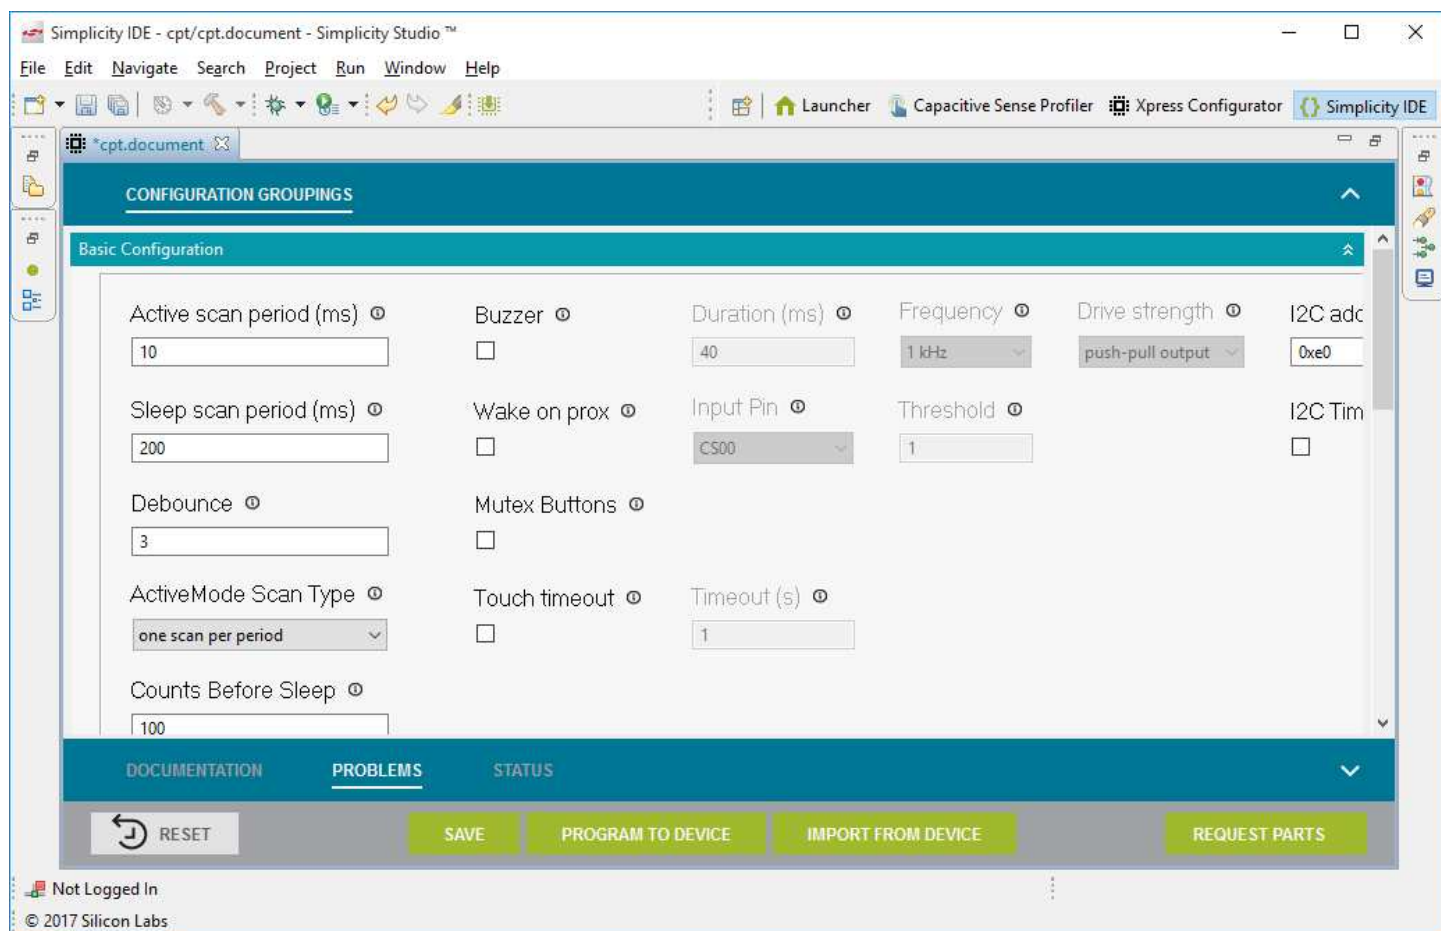 Simplicity IDE - cpt/cpt.document - Simplicity Studio ™
File Edit Navigate Search Project Run Window Help
Launcher Capacitive Sense Profiler Xpress Configurator Simplicity IDE
*cpt.document
CONFIGURATION GROUPINGS
Basic Configuration
Active scan period (ms) Buzzer Duration (ms) Frequency Drive strength I2C add
10 40 1 kHz push-pull output 0xe0
Sleep scan period (ms) Wake on prox Input Pin Threshold I2C Tim
200 CS00 1
Debounce Mutex Buttons
3
ActiveMode Scan Type Touch timeout Timeout (s)
one scan per period 1
Counts Before Sleep
100
DOCUMENTATION PROBLEMS STATUS
RESET SAVE PROGRAM TO DEVICE IMPORT FROM DEVICE REQUEST PARTS
Not Logged In
© 2017 Silicon Labs